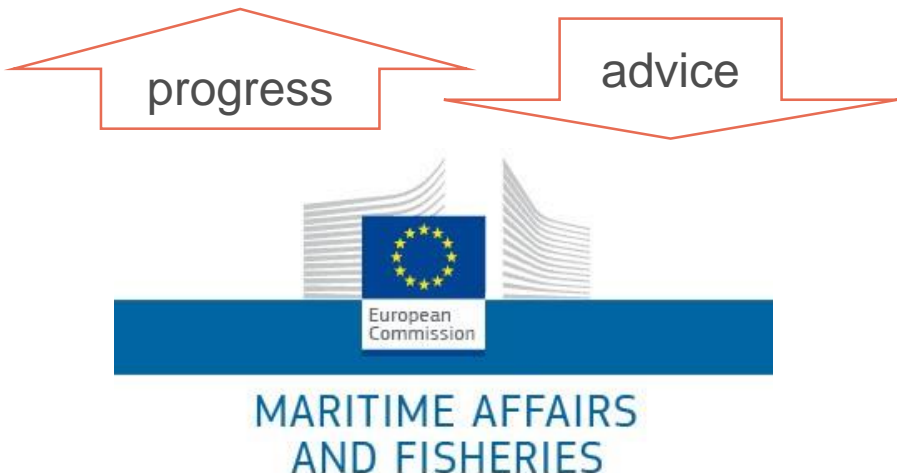 progress
advice
European
Commission
MARITIME AFFAIRS
AND FISHERIES